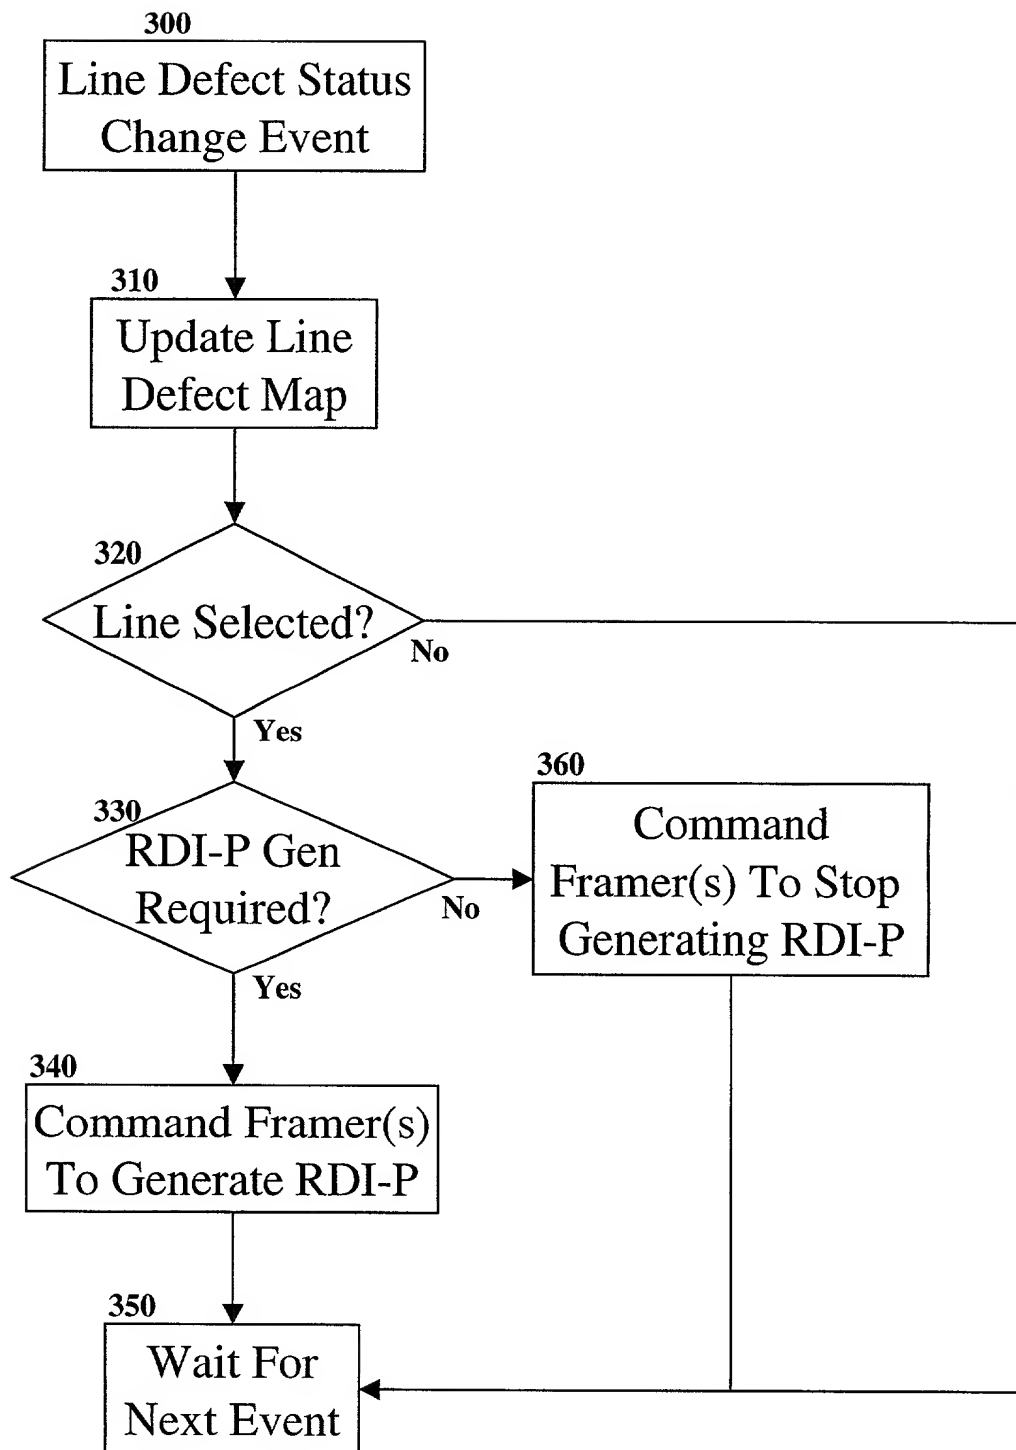 300
Line Defect Status
Change Event
310
Update Line
Defect Map
320
Line Selected?
No
Yes
330
RDI-P Gen
Required?
No
Yes
360
Command
Framer(s) To Stop
Generating RDI-P
340
Command Framer(s)
To Generate RDI-P
350
Wait For
Next Event